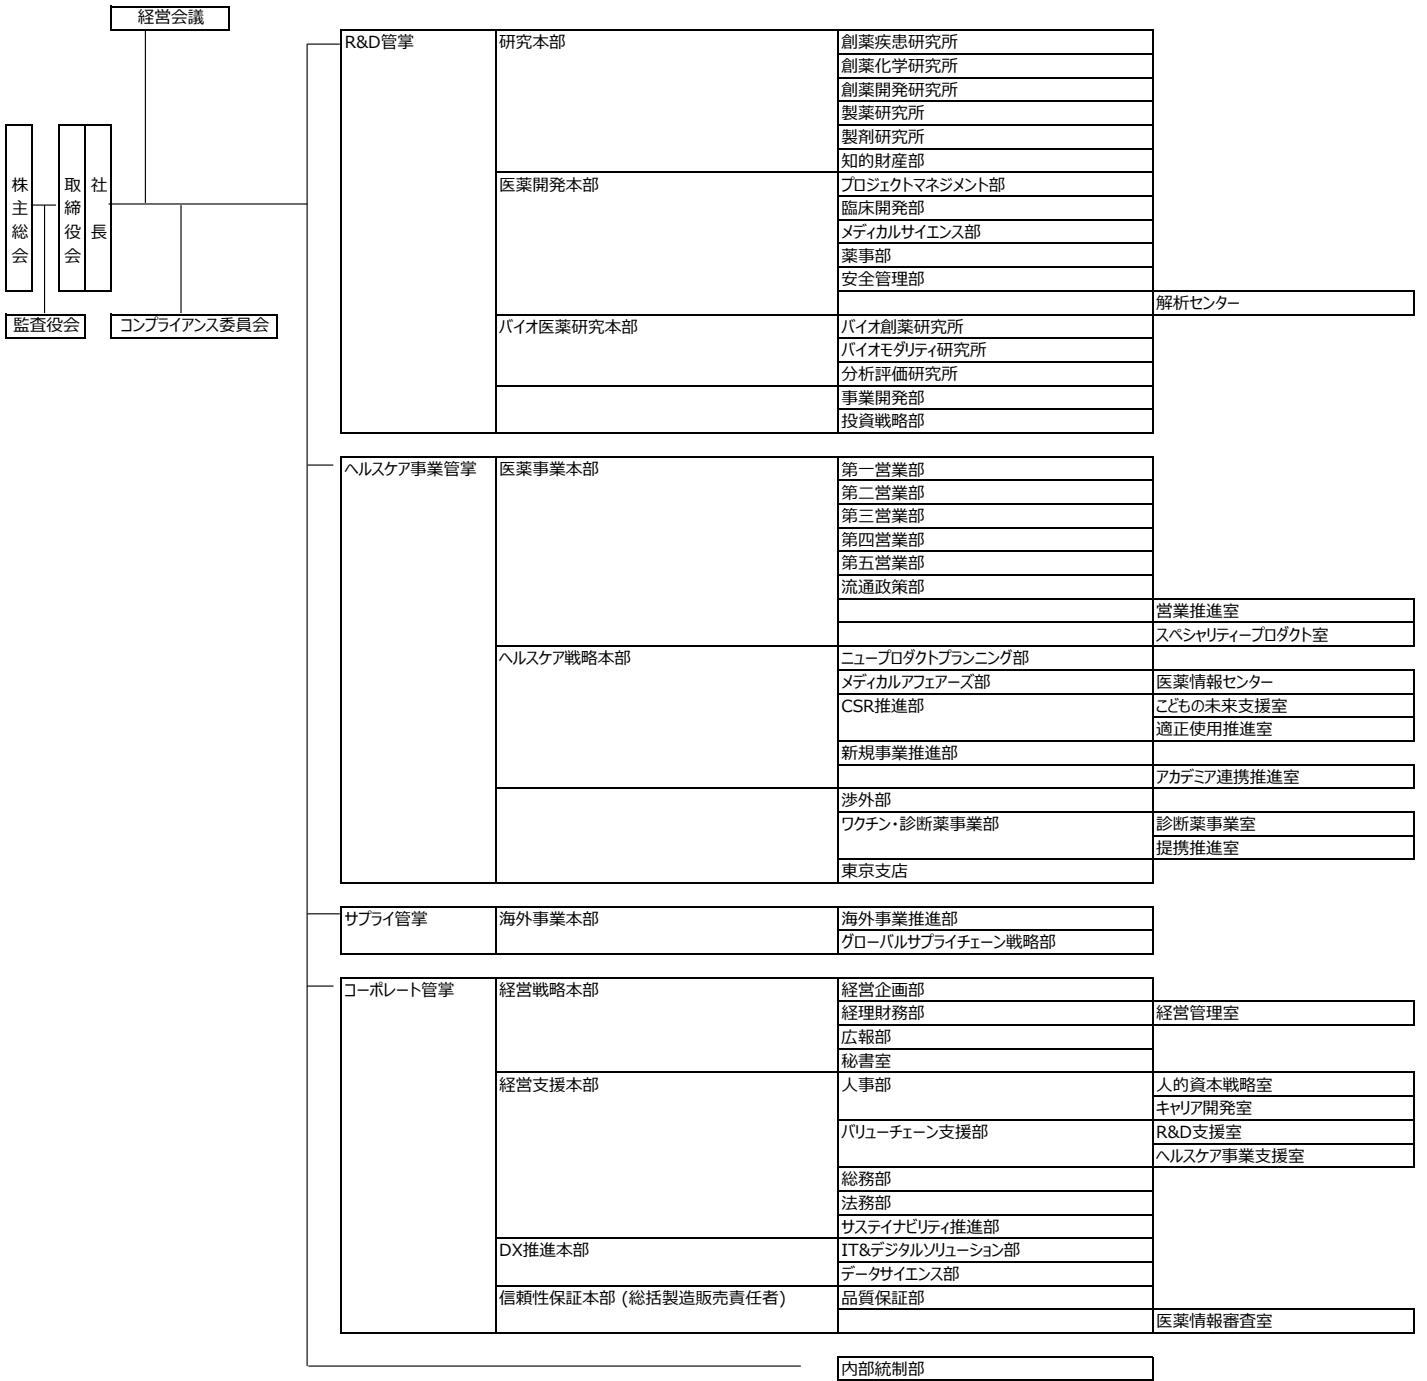 経営会議
株主総会
取締役会
社長
監査役会
コンプライアンス委員会
R&D管掌
研究本部
創薬疾患研究所
創薬化学研究所
創薬開発研究所
製薬研究所
製剤研究所
知的財産部
医薬開発本部
プロジェクトマネジメント部
臨床開発部
メディカルサイエンス部
薬事部
安全管理部
解析センター
バイオ医薬研究本部
バイオ創薬研究所
バイオモダリティ研究所
分析評価研究所
事業開発部
投資戦略部
ヘルスケア事業管掌
医薬事業本部
第一営業部
第二営業部
第三営業部
第四営業部
第五営業部
流通政策部
営業推進室
スペシャリティープロダクト室
ヘルスケア戦略本部
ニュープロダクトプランニング部
メディカルアフェアーズ部
医薬情報センター
CSR推進部
こどもの未来支援室
適正使用推進室
新規事業推進部
アカデミア連携推進室
渉外部
ワクチン・診断薬事業部
診断薬事業室
提携推進室
東京支店
サプライ管掌
海外事業本部
海外事業推進部
グローバルサプライチェーン戦略部
コーポレート管掌
経営戦略本部
経営企画部
経理財務部
経営管理室
広報部
秘書室
経営支援本部
人事部
人的資本戦略室
キャリア開発室
バリューチェーン支援部
R&D支援室
ヘルスケア事業支援室
総務部
法務部
サステイナビリティ推進部
DX推進本部
IT&デジタルソリューション部
データサイエンス部
信頼性保証本部 (総括製造販売責任者)
品質保証部
医薬情報審査室
内部統制部